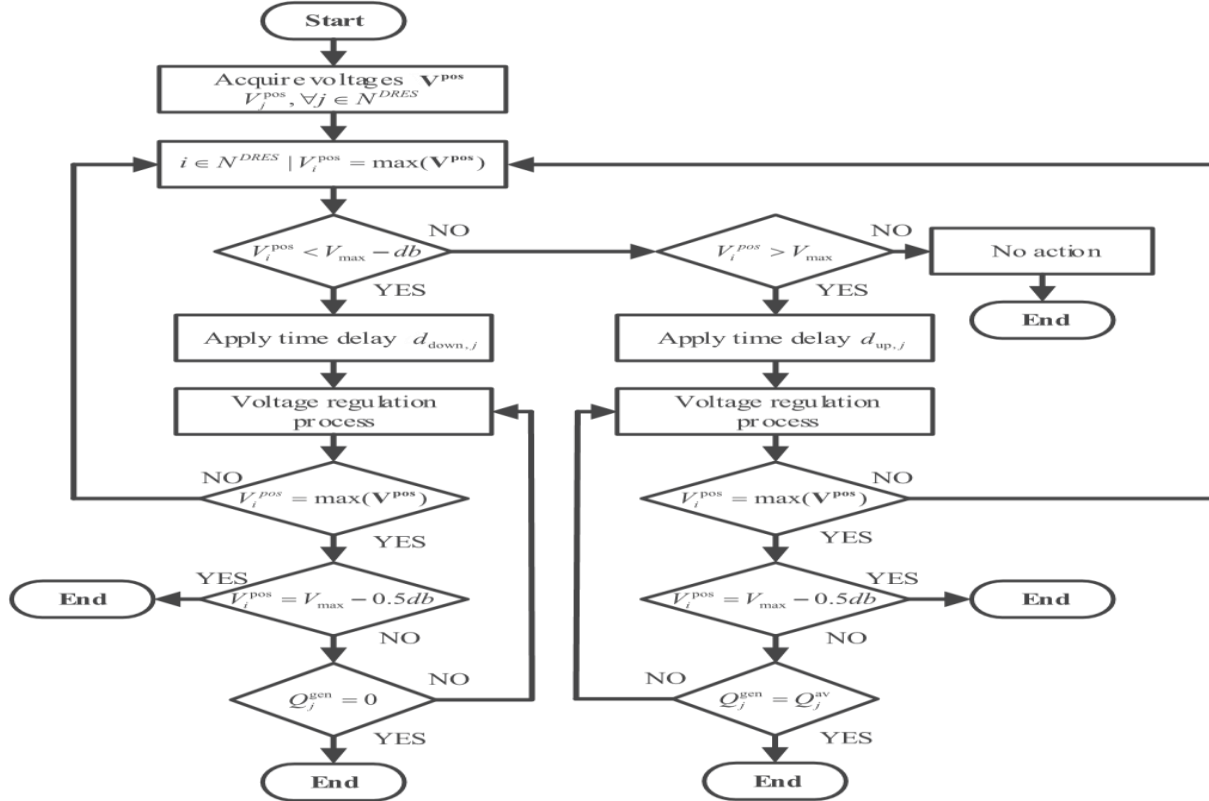 Start
Acquire voltages V^pos
V_j^pos, ∀j ∈ N^DRES
i ∈ N^DRES | V_i^pos = max(V^pos)
V_i^pos < V_max − db
NO
YES
V_i^pos > V_max
NO
YES
No action
End
Apply time delay d_down,j
Apply time delay d_up,j
Voltage regulation
process
Voltage regulation
process
NO
V_i^pos = max(V^pos)
YES
V_i^pos = max(V^pos)
NO
YES
YES
End
V_i^pos = V_max − 0.5db
NO
V_i^pos = V_max − 0.5db
YES
End
NO
Q_j^gen = 0
NO
YES
End
NO
Q_j^gen = Q_j^av
YES
End